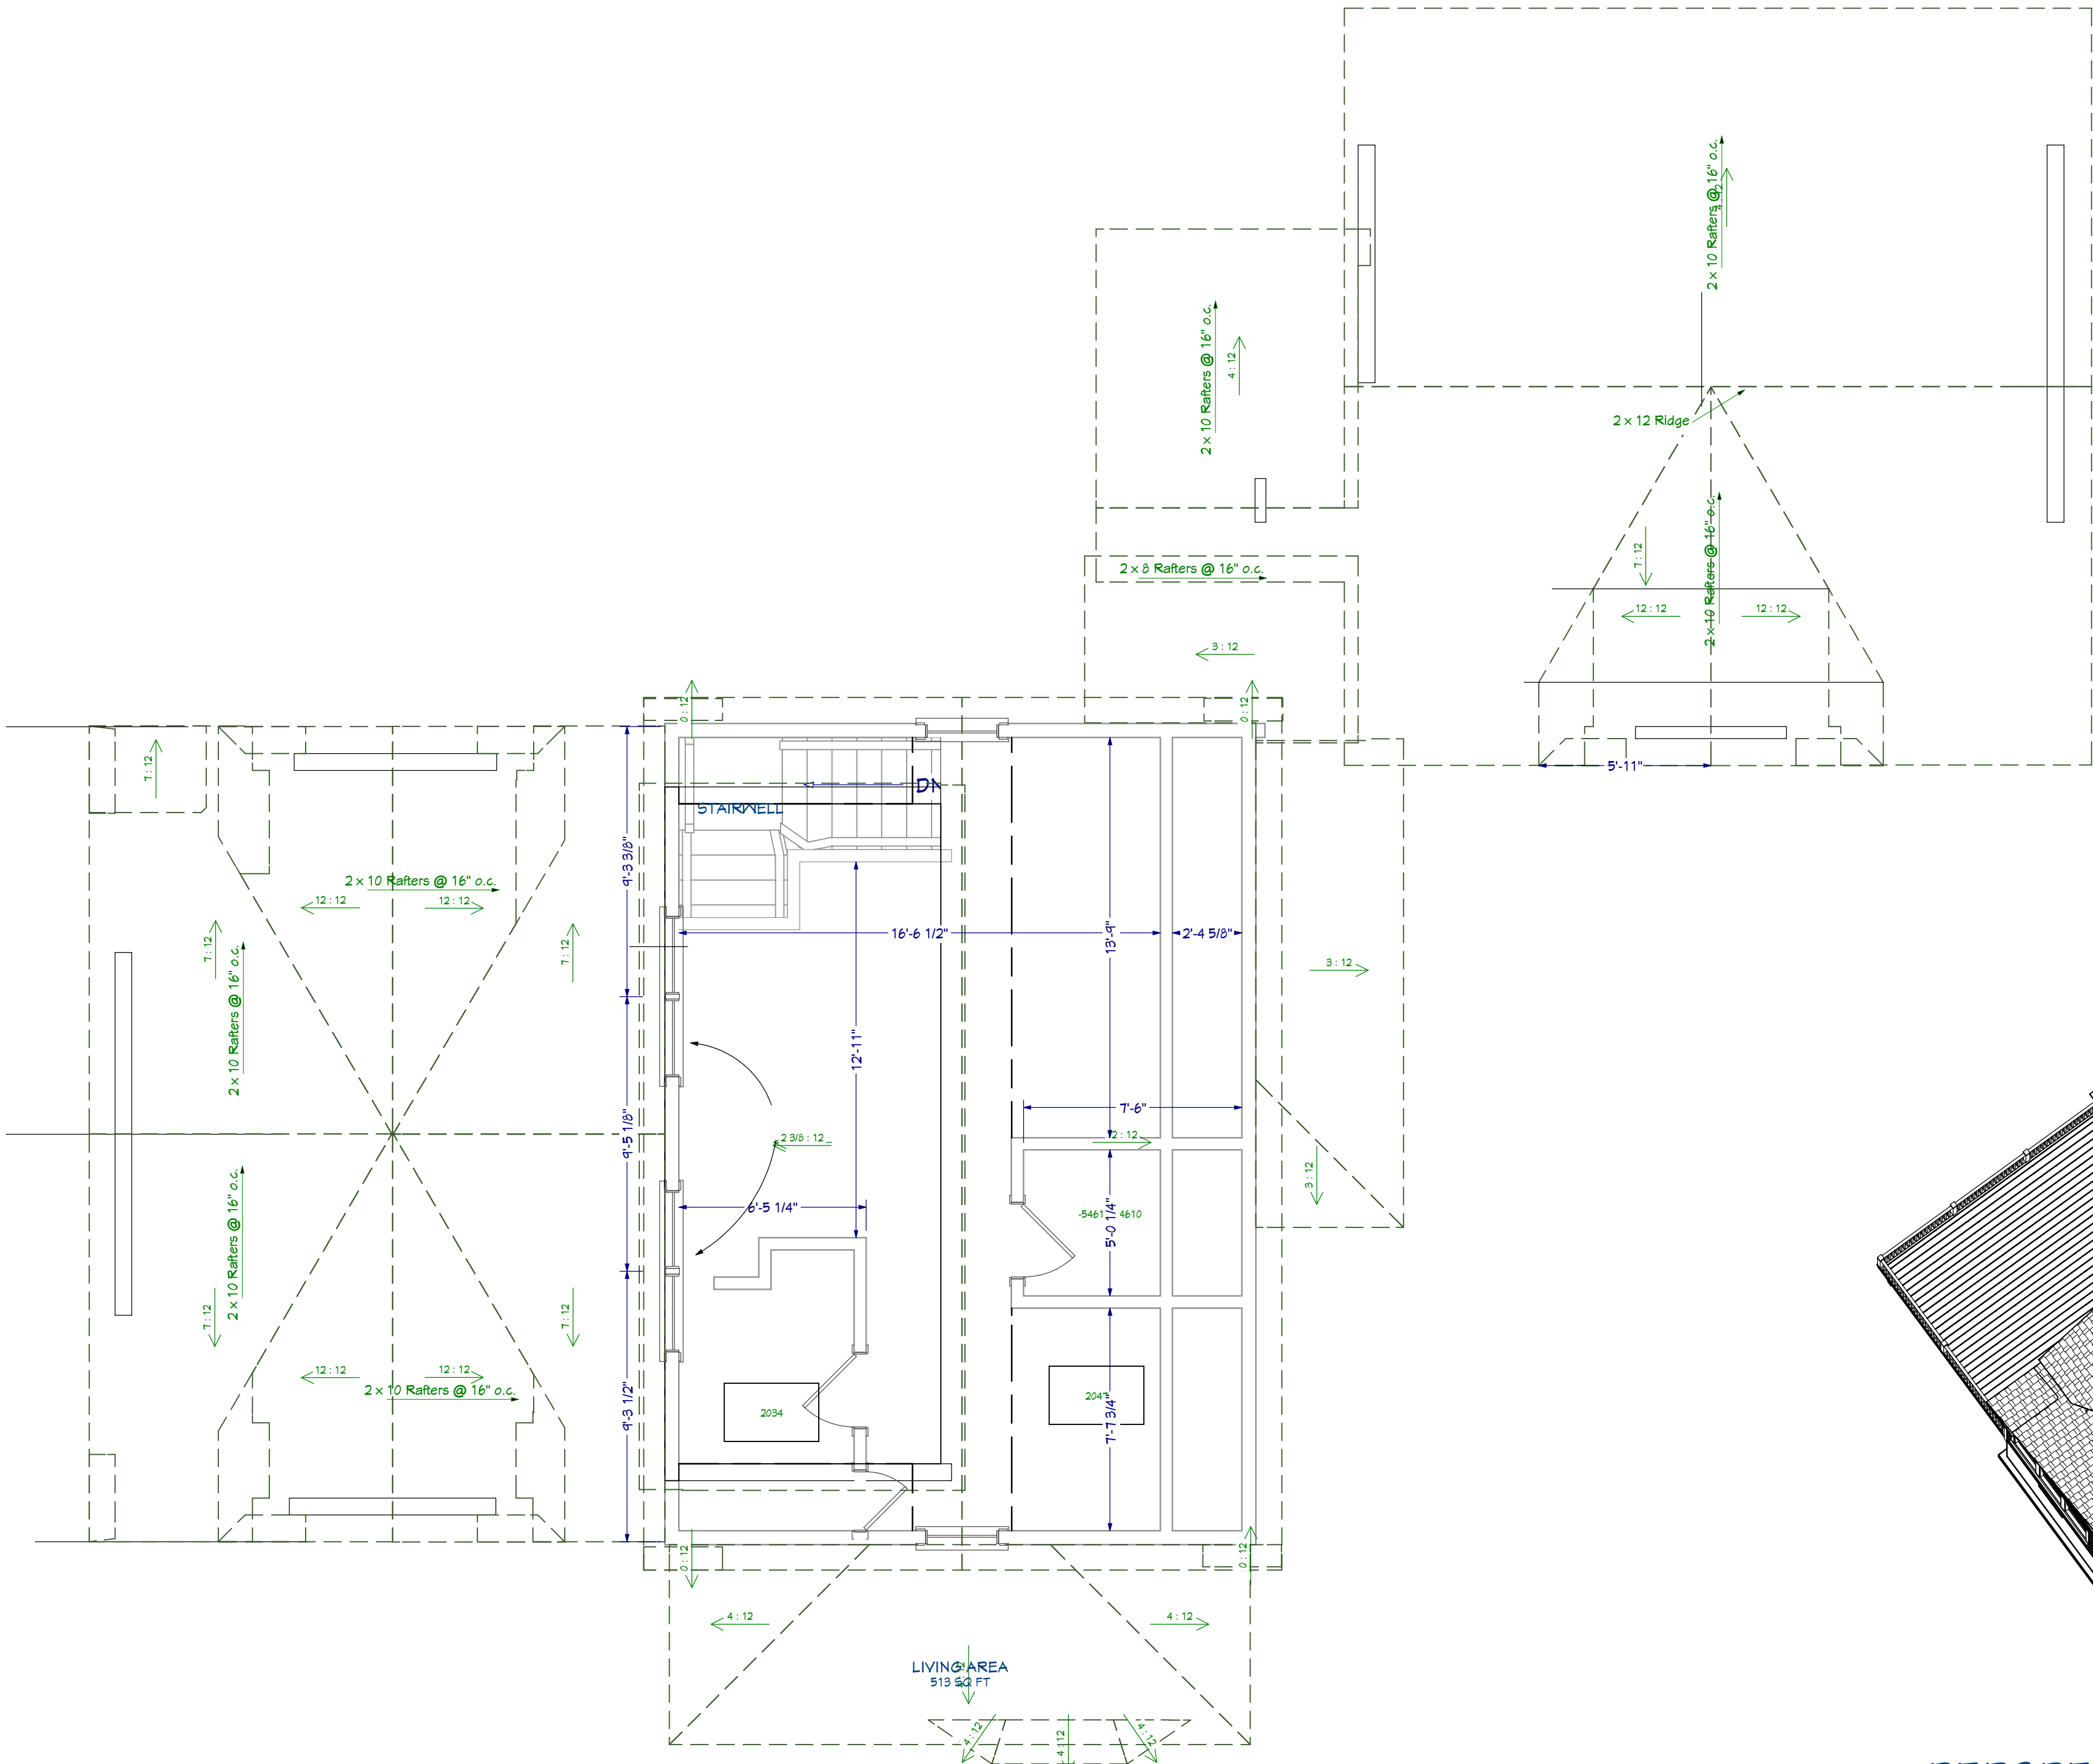 2 x 10 Rafters @ 16" o.c.
2 x 10 Rafters @ 16" o.c.
4 : 12
2 x 12 Ridge
2 x 10 Rafters @ 16" o.c.
7 : 12
2 x 8 Rafters @ 16" o.c.
12 : 12
12 : 12
3 : 12
0 : 12
0 : 12
7 : 12
5'-11"
DN
STAIRWELL
9'-3 3/8"
2 x 10 Rafters @ 16" o.c.
12 : 12
12 : 12
7 : 12
7 : 12
16'-6 1/2"
13'-9"
2'-4 5/8"
3 : 12
2 x 10 Rafters @ 16" o.c.
12'-11"
7'-6"
9'-5 1/8"
2 3/8 : 12
2 : 12
3 : 12
6'-5 1/4"
-5461
4610
5'-0 1/4"
2 x 10 Rafters @ 16" o.c.
7 : 12
7 : 12
12 : 12
12 : 12
2 x 10 Rafters @ 16" o.c.
9'-3 1/2"
2034
7'-7 3/4"
0 : 12
0 : 12
4 : 12
4 : 12
LIVING AREA
513 SQ FT
4 : 12
4 : 12
4 : 12